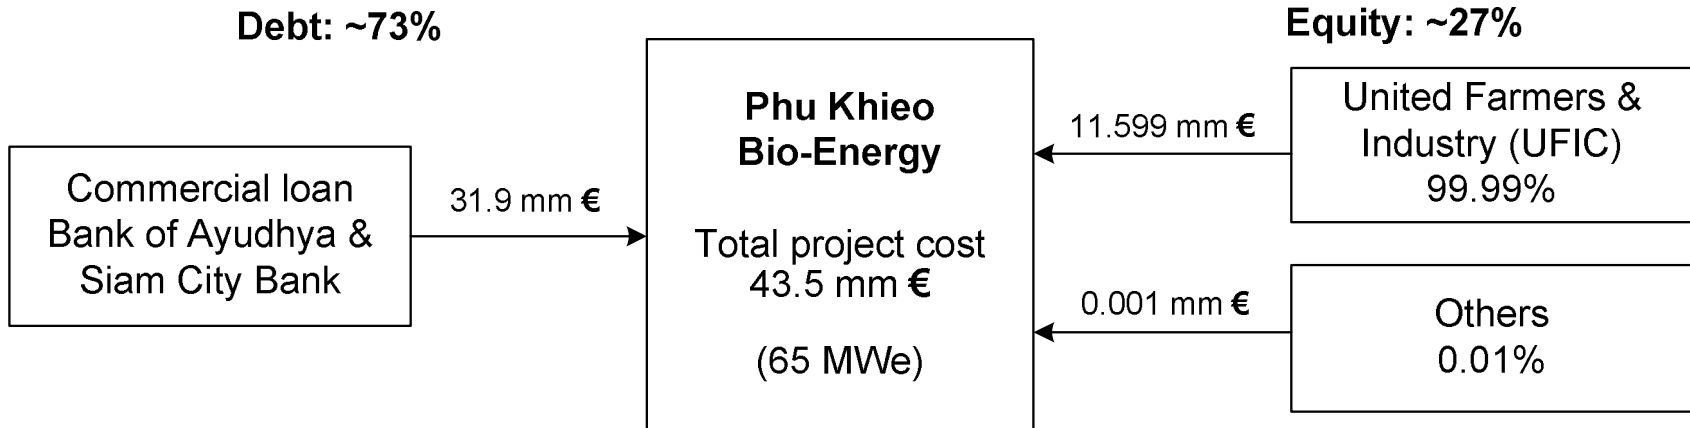 Debt: ~73%
Equity: ~27%
Commercial loan
Bank of Ayudhya &
Siam City Bank
31.9 mm €
Phu Khieo
Bio-Energy
Total project cost
43.5 mm €
(65 MWe)
11.599 mm €
United Farmers &
Industry (UFIC)
99.99%
0.001 mm €
Others
0.01%